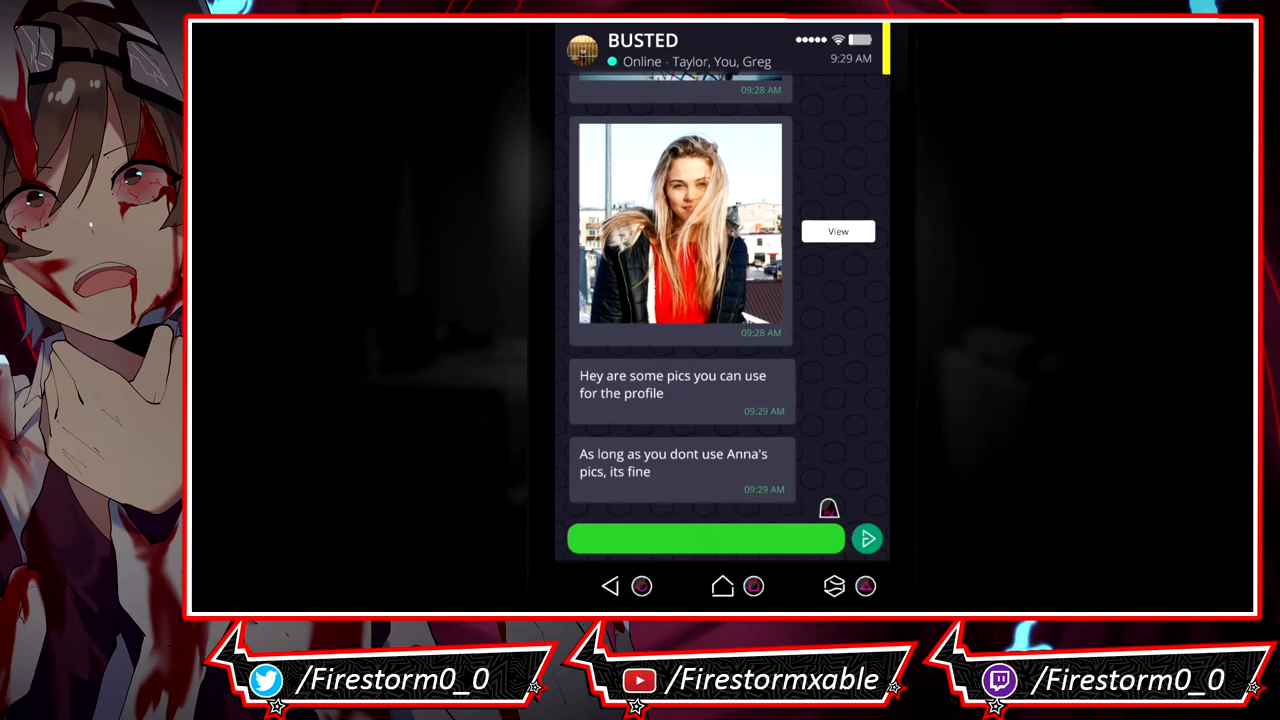 BUSTED
Online - Taylor, You, Greg
9:29 AM
09:28 AM
View
09:28 AM
Hey are some pics you can use
for the profile
09:29 AM
As long as you dont use Anna's
pics, its fine
09:29 AM
/Firestorm0_0
/Firestormxable
/Firestorm0_0